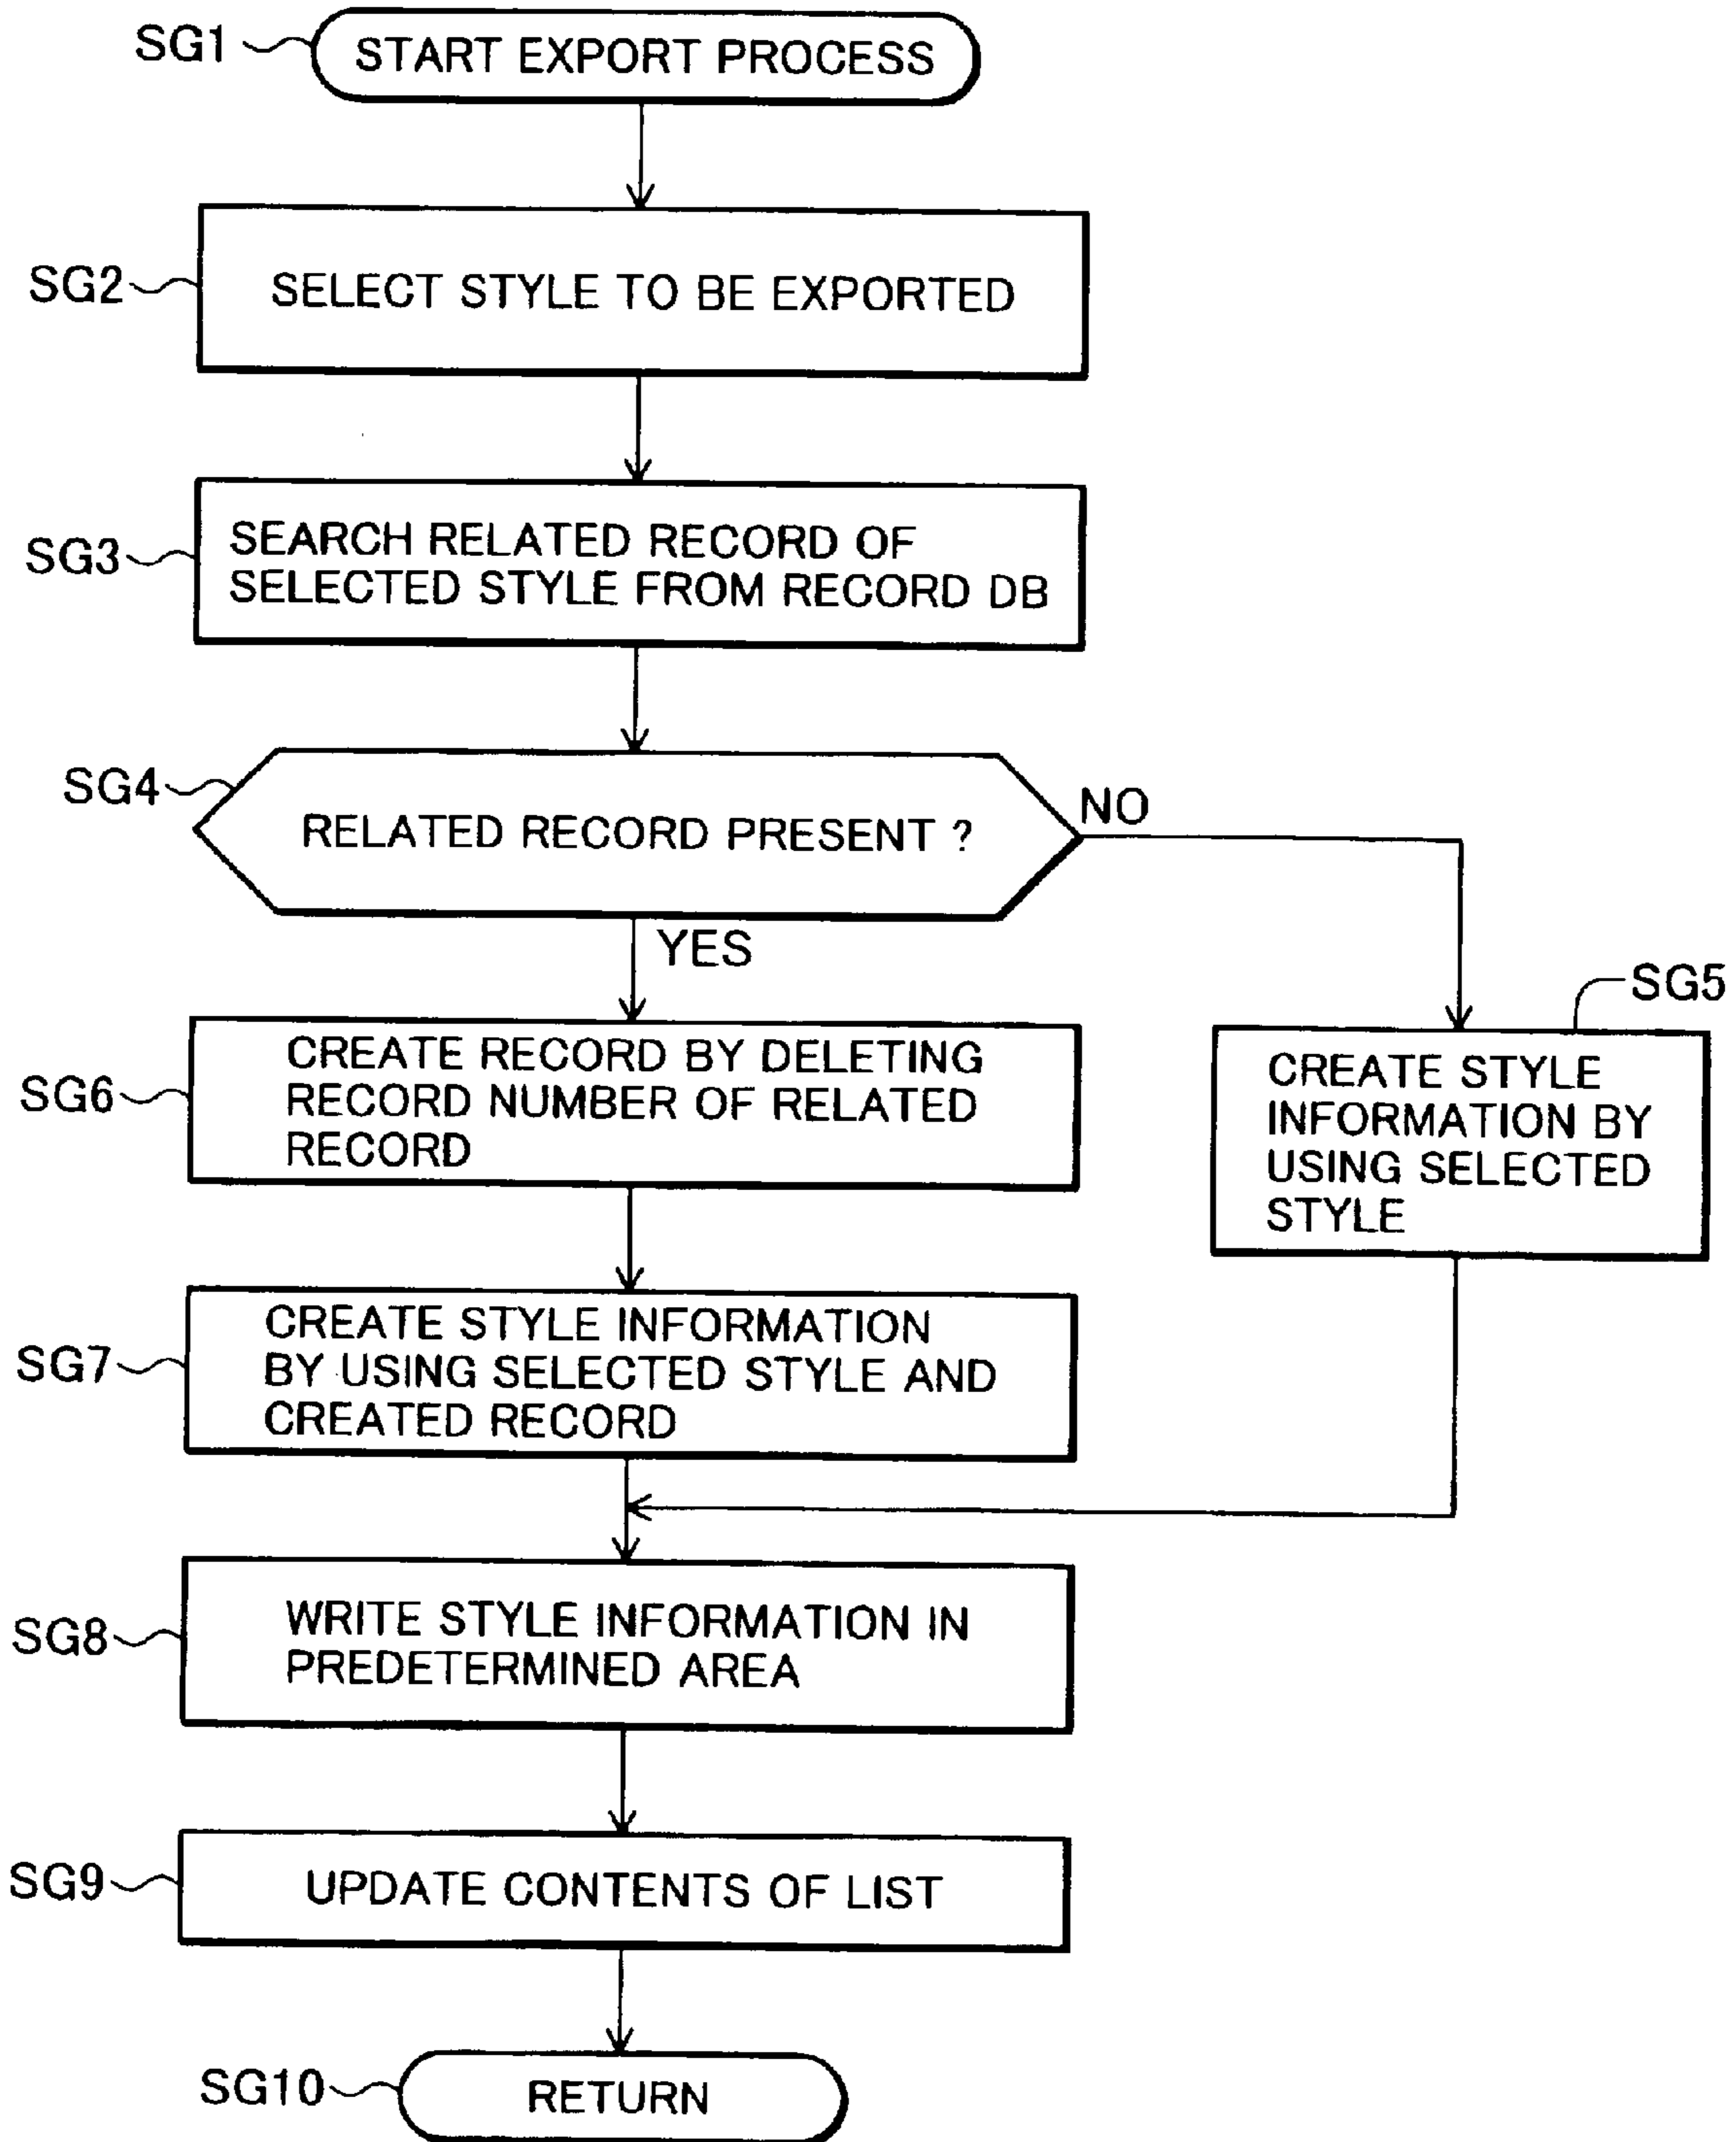 SG1
START EXPORT PROCESS
SG2
SELECT STYLE TO BE EXPORTED
SG3
SEARCH RELATED RECORD OF
SELECTED STYLE FROM RECORD DB
SG4
RELATED RECORD PRESENT ?
NO
YES
SG5
CREATE STYLE
INFORMATION BY
USING SELECTED
STYLE
SG6
CREATE RECORD BY DELETING
RECORD NUMBER OF RELATED
RECORD
SG7
CREATE STYLE INFORMATION
BY USING SELECTED STYLE AND
CREATED RECORD
SG8
WRITE STYLE INFORMATION IN
PREDETERMINED AREA
SG9
UPDATE CONTENTS OF LIST
SG10
RETURN